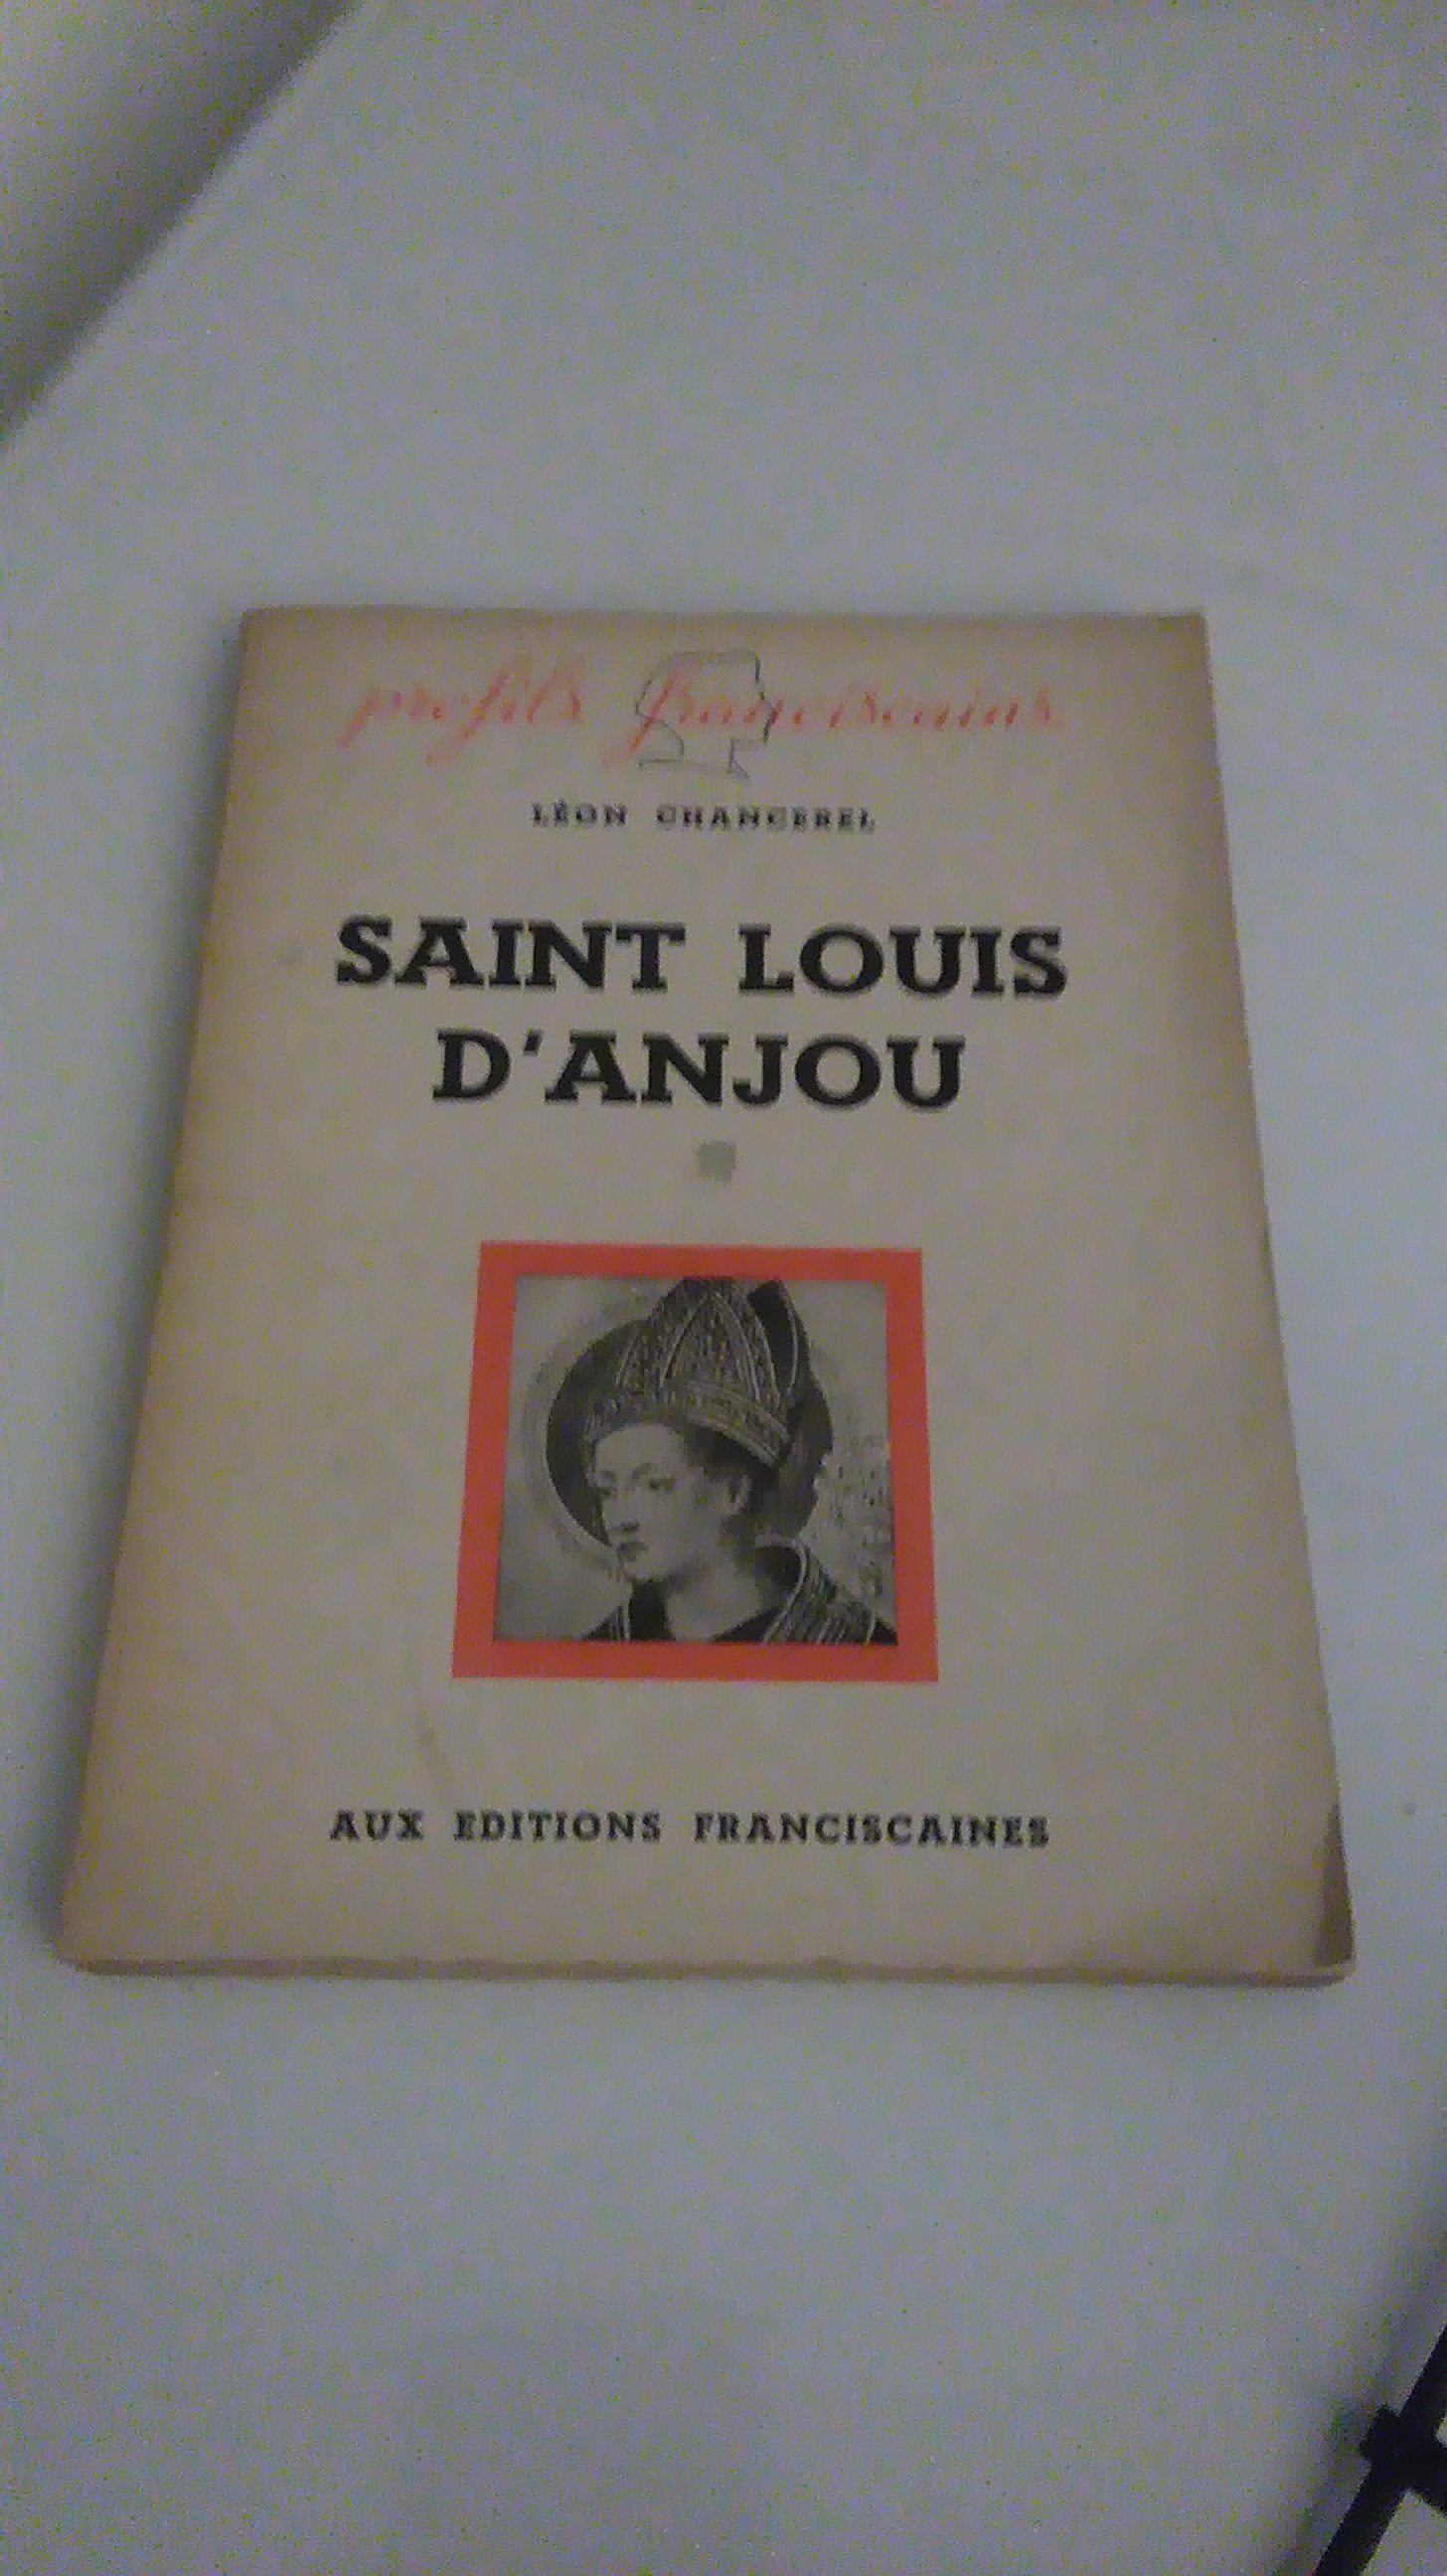 profils franciscains
LÉON CHANCEREL
SAINT LOUIS
D'ANJOU
AUX EDITIONS FRANCISCAINES